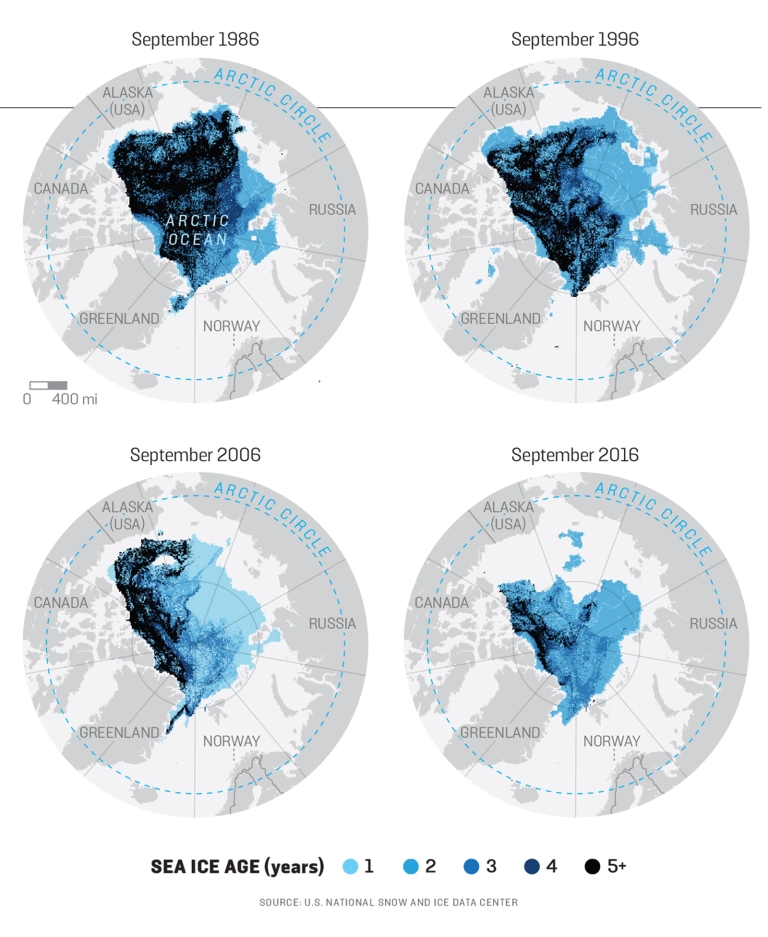 September 1986
ARCTIC CIRCLE
ALASKA
(USA)
CANADA
RUSSIA
ARCTIC
OCEAN
GREENLAND
NORWAY
0 400 mi
September 1996
ARCTIC CIRCLE
ALASKA
(USA)
CANADA
RUSSIA
GREENLAND
NORWAY
September 2006
ARCTIC CIRCLE
ALASKA
(USA)
CANADA
RUSSIA
GREENLAND
NORWAY
September 2016
ARCTIC CIRCLE
ALASKA
(USA)
CANADA
RUSSIA
GREENLAND
NORWAY
SEA ICE AGE (years) 1 2 3 4 5+
SOURCE: U.S. NATIONAL SNOW AND ICE DATA CENTER